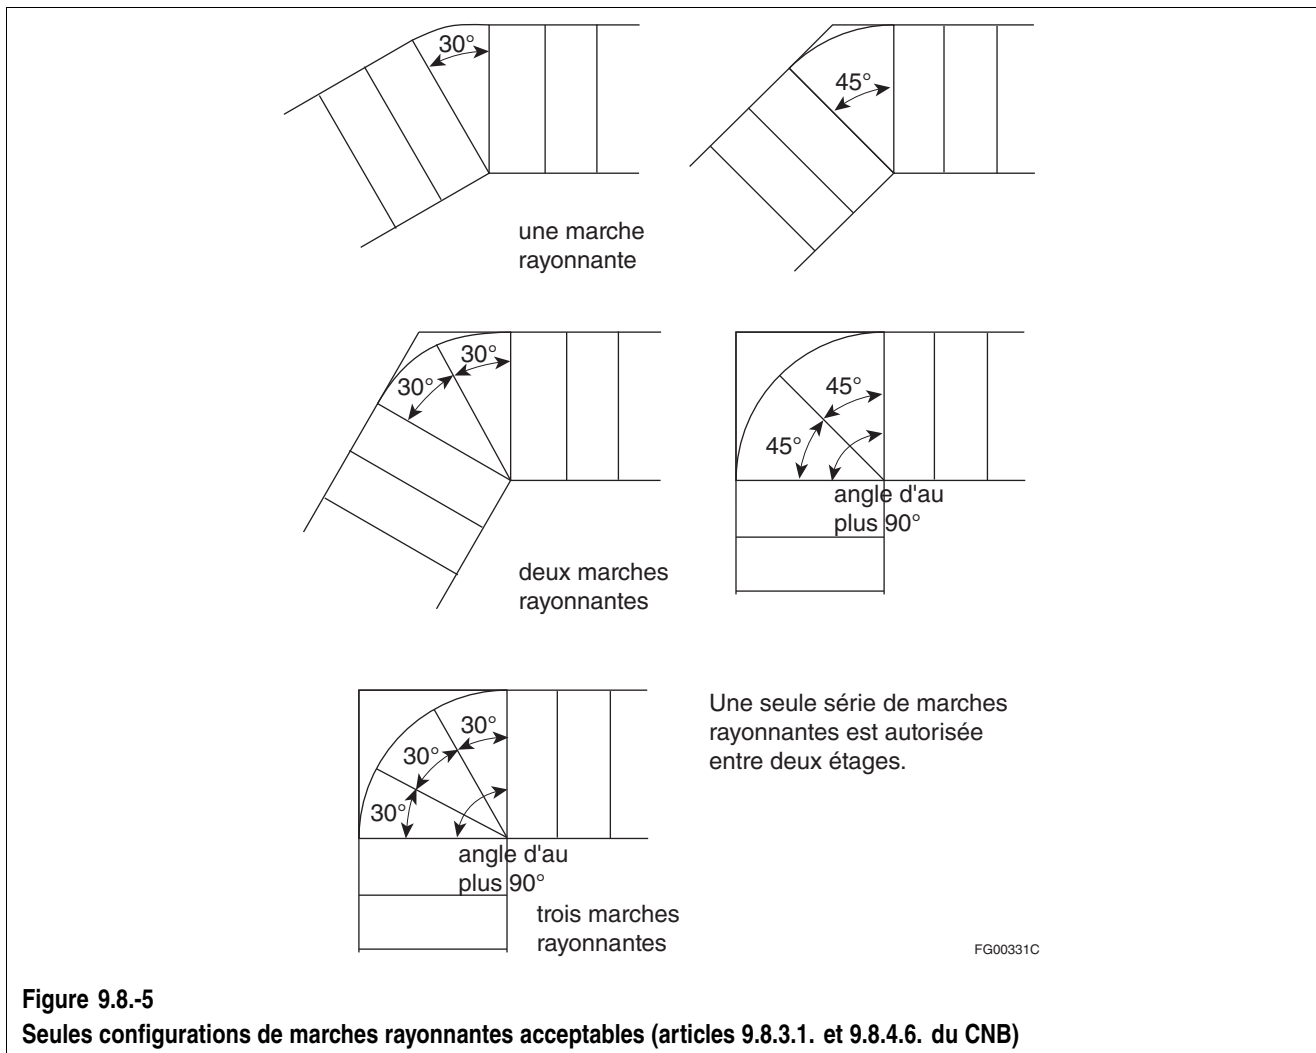 30°
45°
une marche
rayonnante
30°
30°
45°
45°
angle d'au
plus 90°
deux marches
rayonnantes
30°
30°
30°
angle d'au
plus 90°
trois marches
rayonnantes
Une seule série de marches
rayonnantes est autorisée
entre deux étages.
FG00331C
Figure 9.8.-5
Seules configurations de marches rayonnantes acceptables (articles 9.8.3.1. et 9.8.4.6. du CNB)